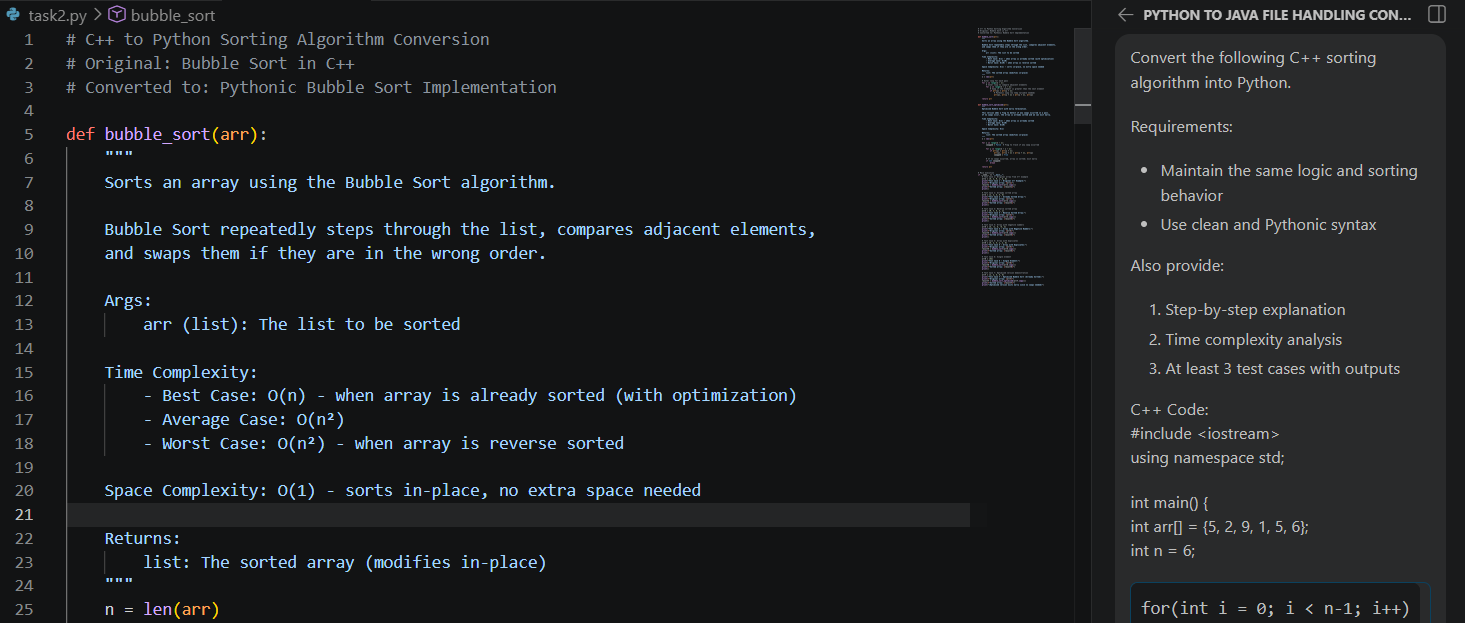 task2.py > bubble_sort
1 # C++ to Python Sorting Algorithm Conversion
2 # Original: Bubble Sort in C++
3 # Converted to: Pythonic Bubble Sort Implementation
4
5 def bubble_sort(arr):
6 """
7 Sorts an array using the Bubble Sort algorithm.
8
9 Bubble Sort repeatedly steps through the list, compares adjacent elements,
10 and swaps them if they are in the wrong order.
11
12 Args:
13 arr (list): The list to be sorted
14
15 Time Complexity:
16 - Best Case: O(n) - when array is already sorted (with optimization)
17 - Average Case: O(n²)
18 - Worst Case: O(n²) - when array is reverse sorted
19
20 Space Complexity: O(1) - sorts in-place, no extra space needed
21
22 Returns:
23 list: The sorted array (modifies in-place)
24 """
25 n = len(arr)
PYTHON TO JAVA FILE HANDLING CON...
Convert the following C++ sorting
algorithm into Python.
Requirements:
• Maintain the same logic and sorting
behavior
• Use clean and Pythonic syntax
Also provide:
1. Step-by-step explanation
2. Time complexity analysis
3. At least 3 test cases with outputs
C++ Code:
#include <iostream>
using namespace std;
int main() {
int arr[] = {5, 2, 9, 1, 5, 6};
int n = 6;
for(int i = 0; i < n-1; i++)